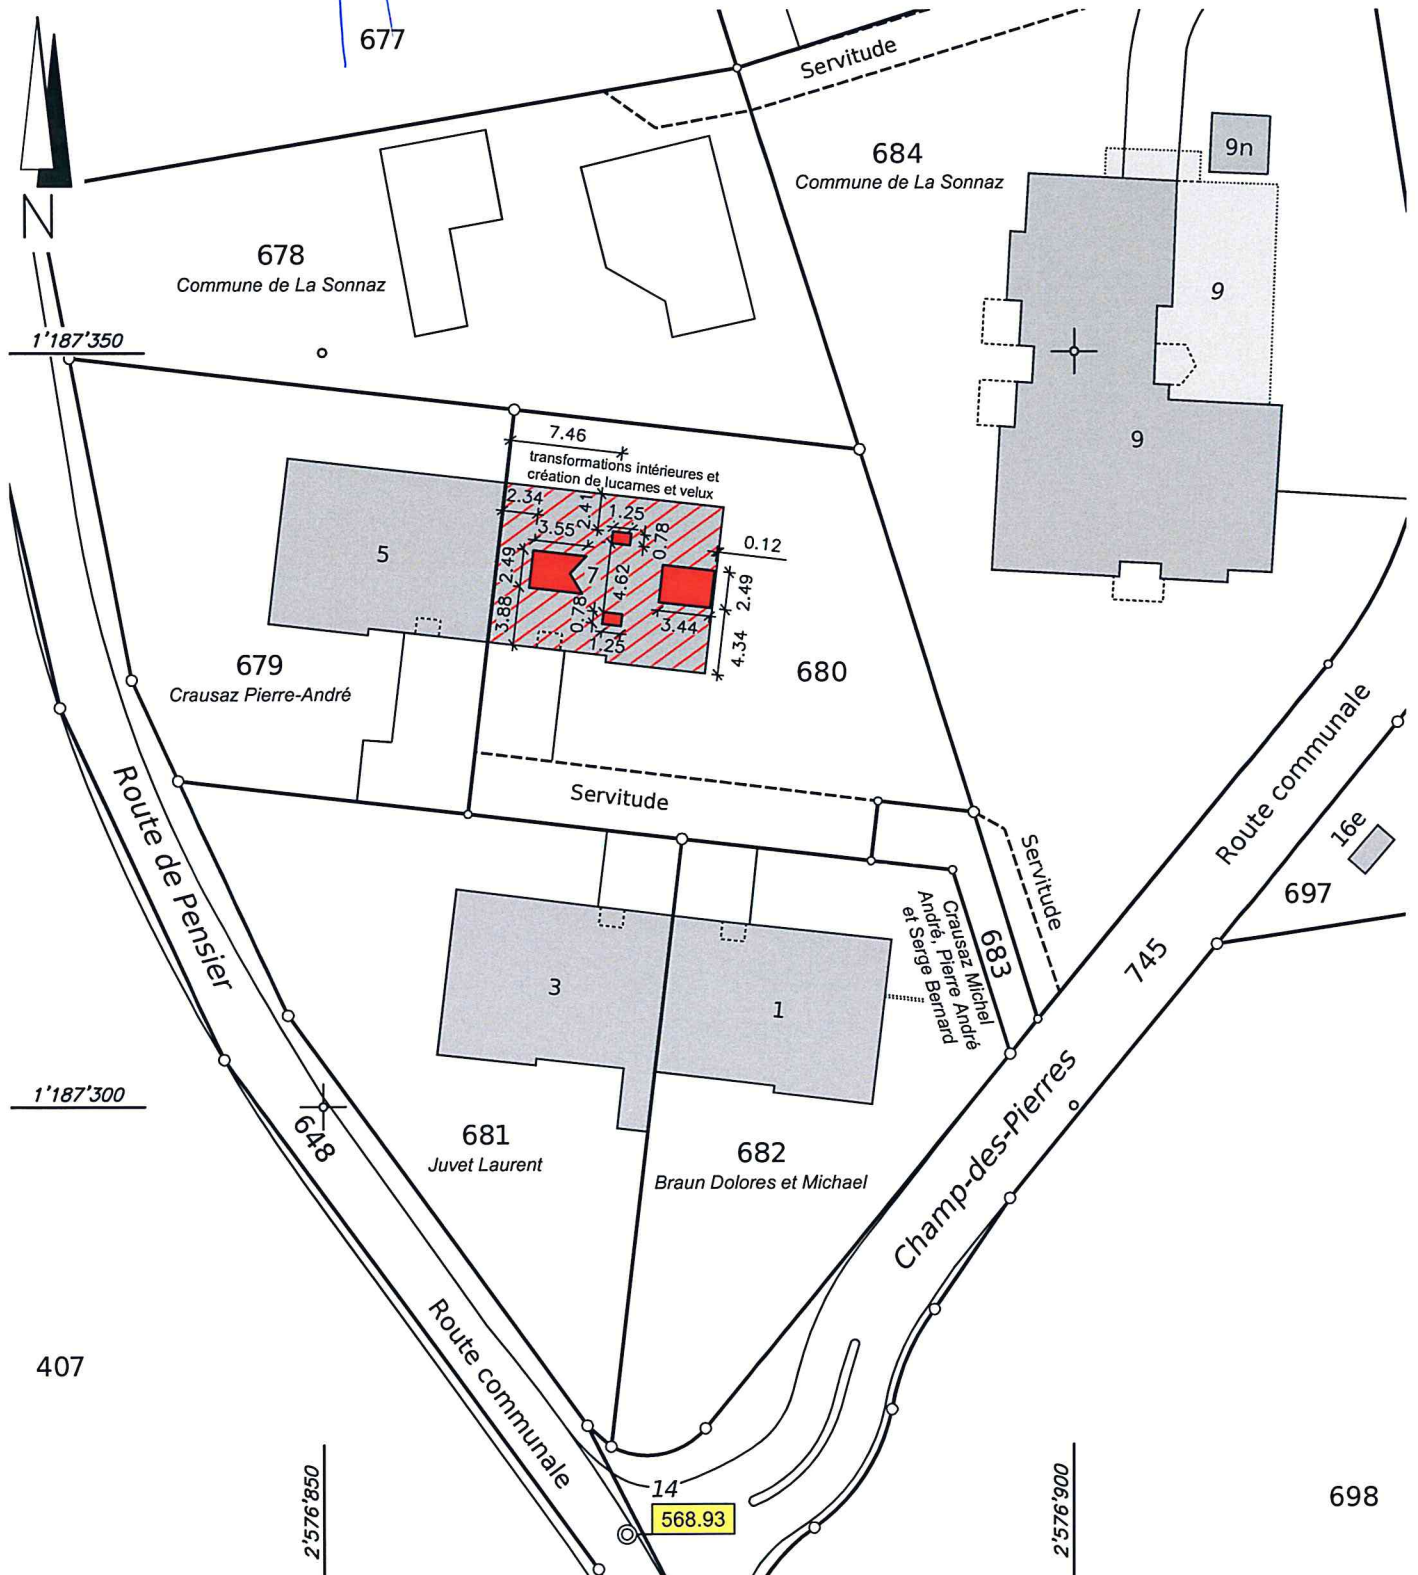 677
Servitude
684
Commune de La Sonnaz
9n
N
678
Commune de La Sonnaz
9
1'187'350
9
7.46
transformations intérieures et
création de lucarnes et velux
2.34
2.41
1.25
3.55
0.78
0.12
5
2.49
7
4.62
2.49
3.88
0.78
3.44
1.25
4.34
679
Crausaz Pierre-André
680
Route communale
Servitude
Route de Pensier
Servitude
16e
697
683
Crausaz Michel
André, Pierre André
et Serge Bernard
745
3
1
1'187'300
648
681
Juvet Laurent
682
Braun Dolores et Michael
Champ-des-Pierres
Route communale
407
14
568.93
2'576'850
2'576'900
698